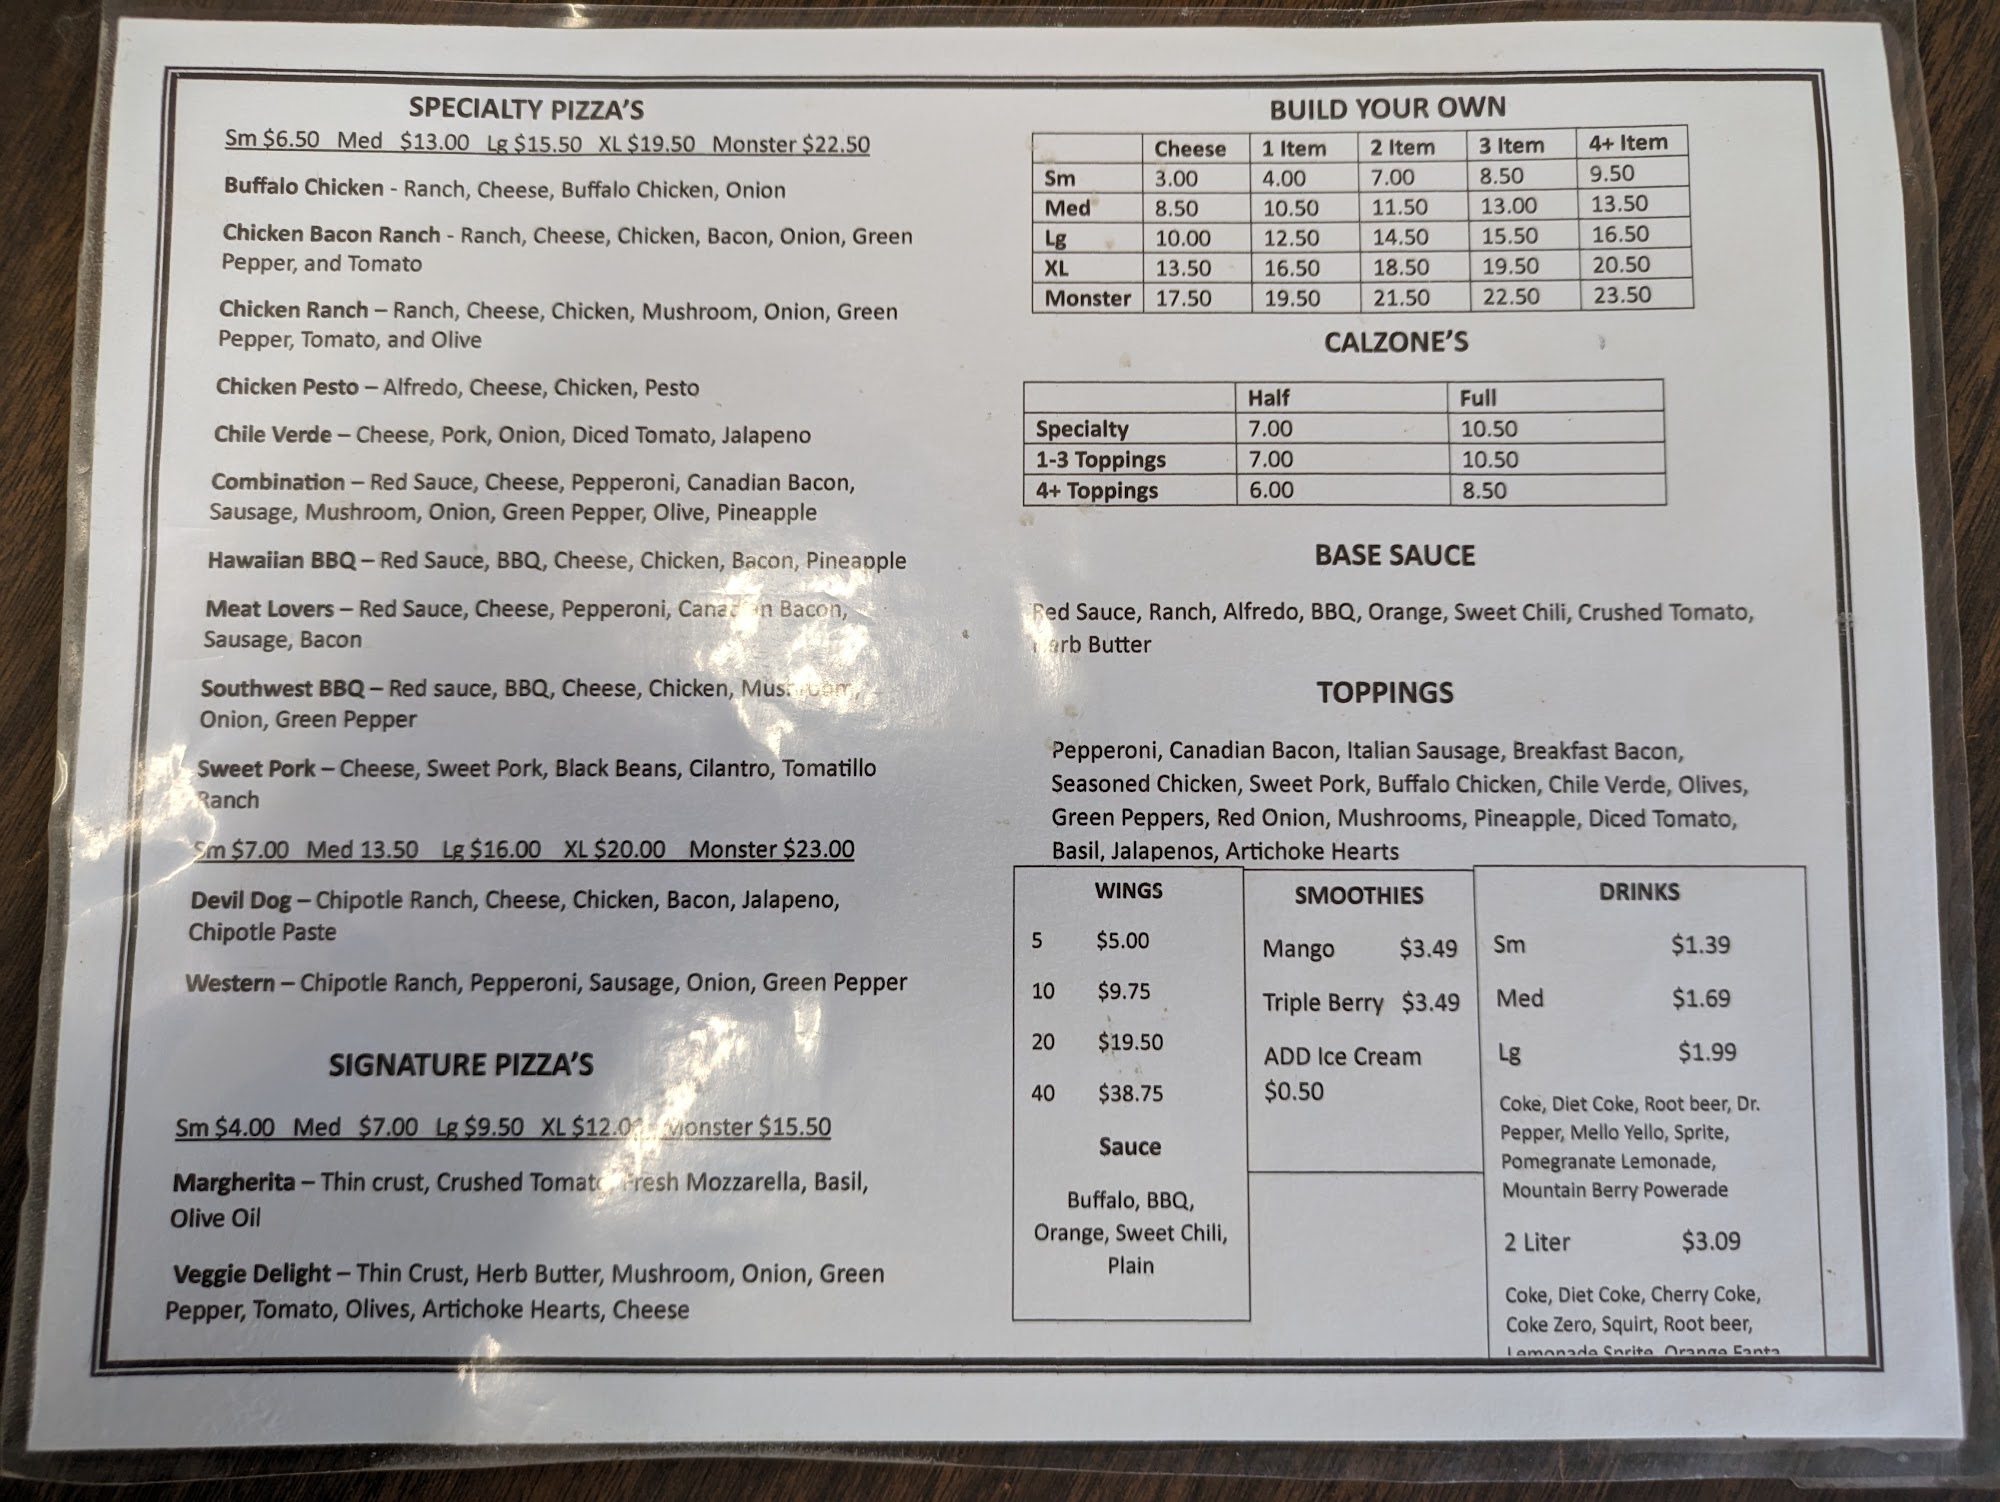 SPECIALTY PIZZA'S
Sm $6.50 Med $13.00 Lg $15.50 XL $19.50 Monster $22.50
Buffalo Chicken - Ranch, Cheese, Buffalo Chicken, Onion
Chicken Bacon Ranch - Ranch, Cheese, Chicken, Bacon, Onion, Green
Pepper, and Tomato
Chicken Ranch – Ranch, Cheese, Chicken, Mushroom, Onion, Green
Pepper, Tomato, and Olive
Chicken Pesto – Alfredo, Cheese, Chicken, Pesto
Chile Verde – Cheese, Pork, Onion, Diced Tomato, Jalapeno
Combination – Red Sauce, Cheese, Pepperoni, Canadian Bacon,
Sausage, Mushroom, Onion, Green Pepper, Olive, Pineapple
Hawaiian BBQ – Red Sauce, BBQ, Cheese, Chicken, Bacon, Pineapple
Meat Lovers – Red Sauce, Cheese, Pepperoni, Canadian Bacon,
Sausage, Bacon
Southwest BBQ – Red sauce, BBQ, Cheese, Chicken, Mushroom,
Onion, Green Pepper
Sweet Pork – Cheese, Sweet Pork, Black Beans, Cilantro, Tomatillo
Ranch
Sm $7.00 Med 13.50 Lg $16.00 XL $20.00 Monster $23.00
Devil Dog – Chipotle Ranch, Cheese, Chicken, Bacon, Jalapeno,
Chipotle Paste
Western – Chipotle Ranch, Pepperoni, Sausage, Onion, Green Pepper
SIGNATURE PIZZA'S
Sm $4.00 Med $7.00 Lg $9.50 XL $12.00 Monster $15.50
Margherita – Thin crust, Crushed Tomato, Fresh Mozzarella, Basil,
Olive Oil
Veggie Delight – Thin Crust, Herb Butter, Mushroom, Onion, Green
Pepper, Tomato, Olives, Artichoke Hearts, Cheese
BUILD YOUR OWN
Cheese 1 Item 2 Item 3 Item 4+ Item
Sm 3.00 4.00 7.00 8.50 9.50
Med 8.50 10.50 11.50 13.00 13.50
Lg 10.00 12.50 14.50 15.50 16.50
XL 13.50 16.50 18.50 19.50 20.50
Monster 17.50 19.50 21.50 22.50 23.50
CALZONE'S
Half Full
Specialty 7.00 10.50
1-3 Toppings 7.00 10.50
4+ Toppings 6.00 8.50
BASE SAUCE
Red Sauce, Ranch, Alfredo, BBQ, Orange, Sweet Chili, Crushed Tomato,
Herb Butter
TOPPINGS
Pepperoni, Canadian Bacon, Italian Sausage, Breakfast Bacon,
Seasoned Chicken, Sweet Pork, Buffalo Chicken, Chile Verde, Olives,
Green Peppers, Red Onion, Mushrooms, Pineapple, Diced Tomato,
Basil, Jalapenos, Artichoke Hearts
WINGS
5 $5.00
10 $9.75
20 $19.50
40 $38.75
Sauce
Buffalo, BBQ,
Orange, Sweet Chili,
Plain
SMOOTHIES
Mango $3.49
Triple Berry $3.49
ADD Ice Cream
$0.50
DRINKS
Sm $1.39
Med $1.69
Lg $1.99
Coke, Diet Coke, Root beer, Dr.
Pepper, Mello Yello, Sprite,
Pomegranate Lemonade,
Mountain Berry Powerade
2 Liter $3.09
Coke, Diet Coke, Cherry Coke,
Coke Zero, Squirt, Root beer,
Lemonade Sprite Orange Fanta